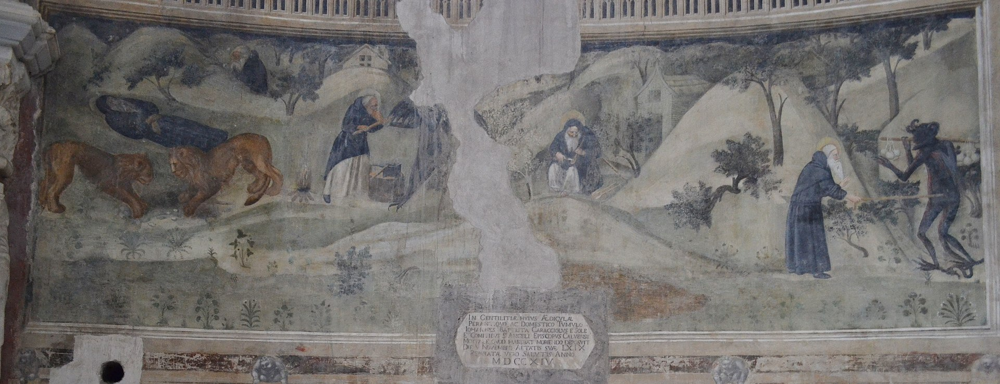 IN GENTILITIÆ HVIVS ÆDICULÆ
PERANTIQVO AC DOMESTICO TVMVLO
IOHANNES BAPTISTA CARACCIOLVS E SOLE
E COMITIBVS S. ANGELI EPISCOPVS CALVENSIS
MORTALE QVOD HABEBAT MORIENDO DEPOSVIT
DIE V NOVEMBRIS AETATIS SVÆ LXIX
REPARATÆ VERO SALVTIS ANNO
MDCCXIV